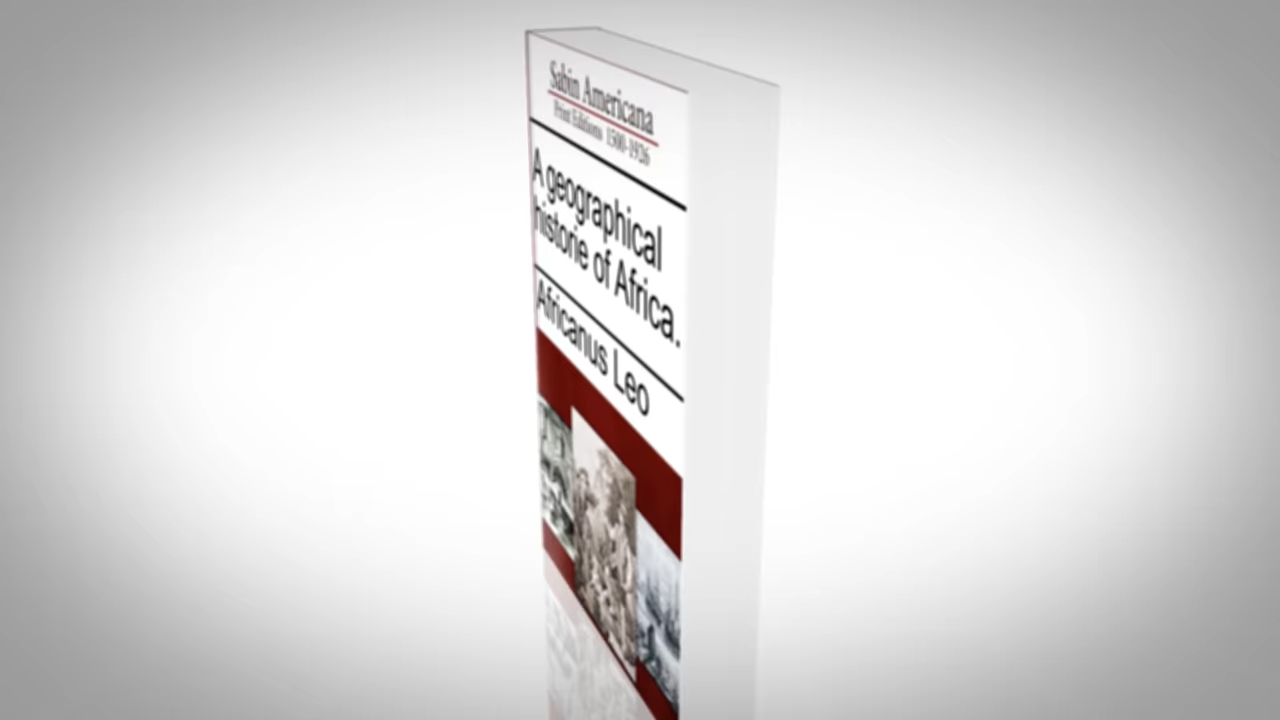 Sabin Americana
Print Editions 1500-1926
A geographical
historie of Africa.
Africanus Leo